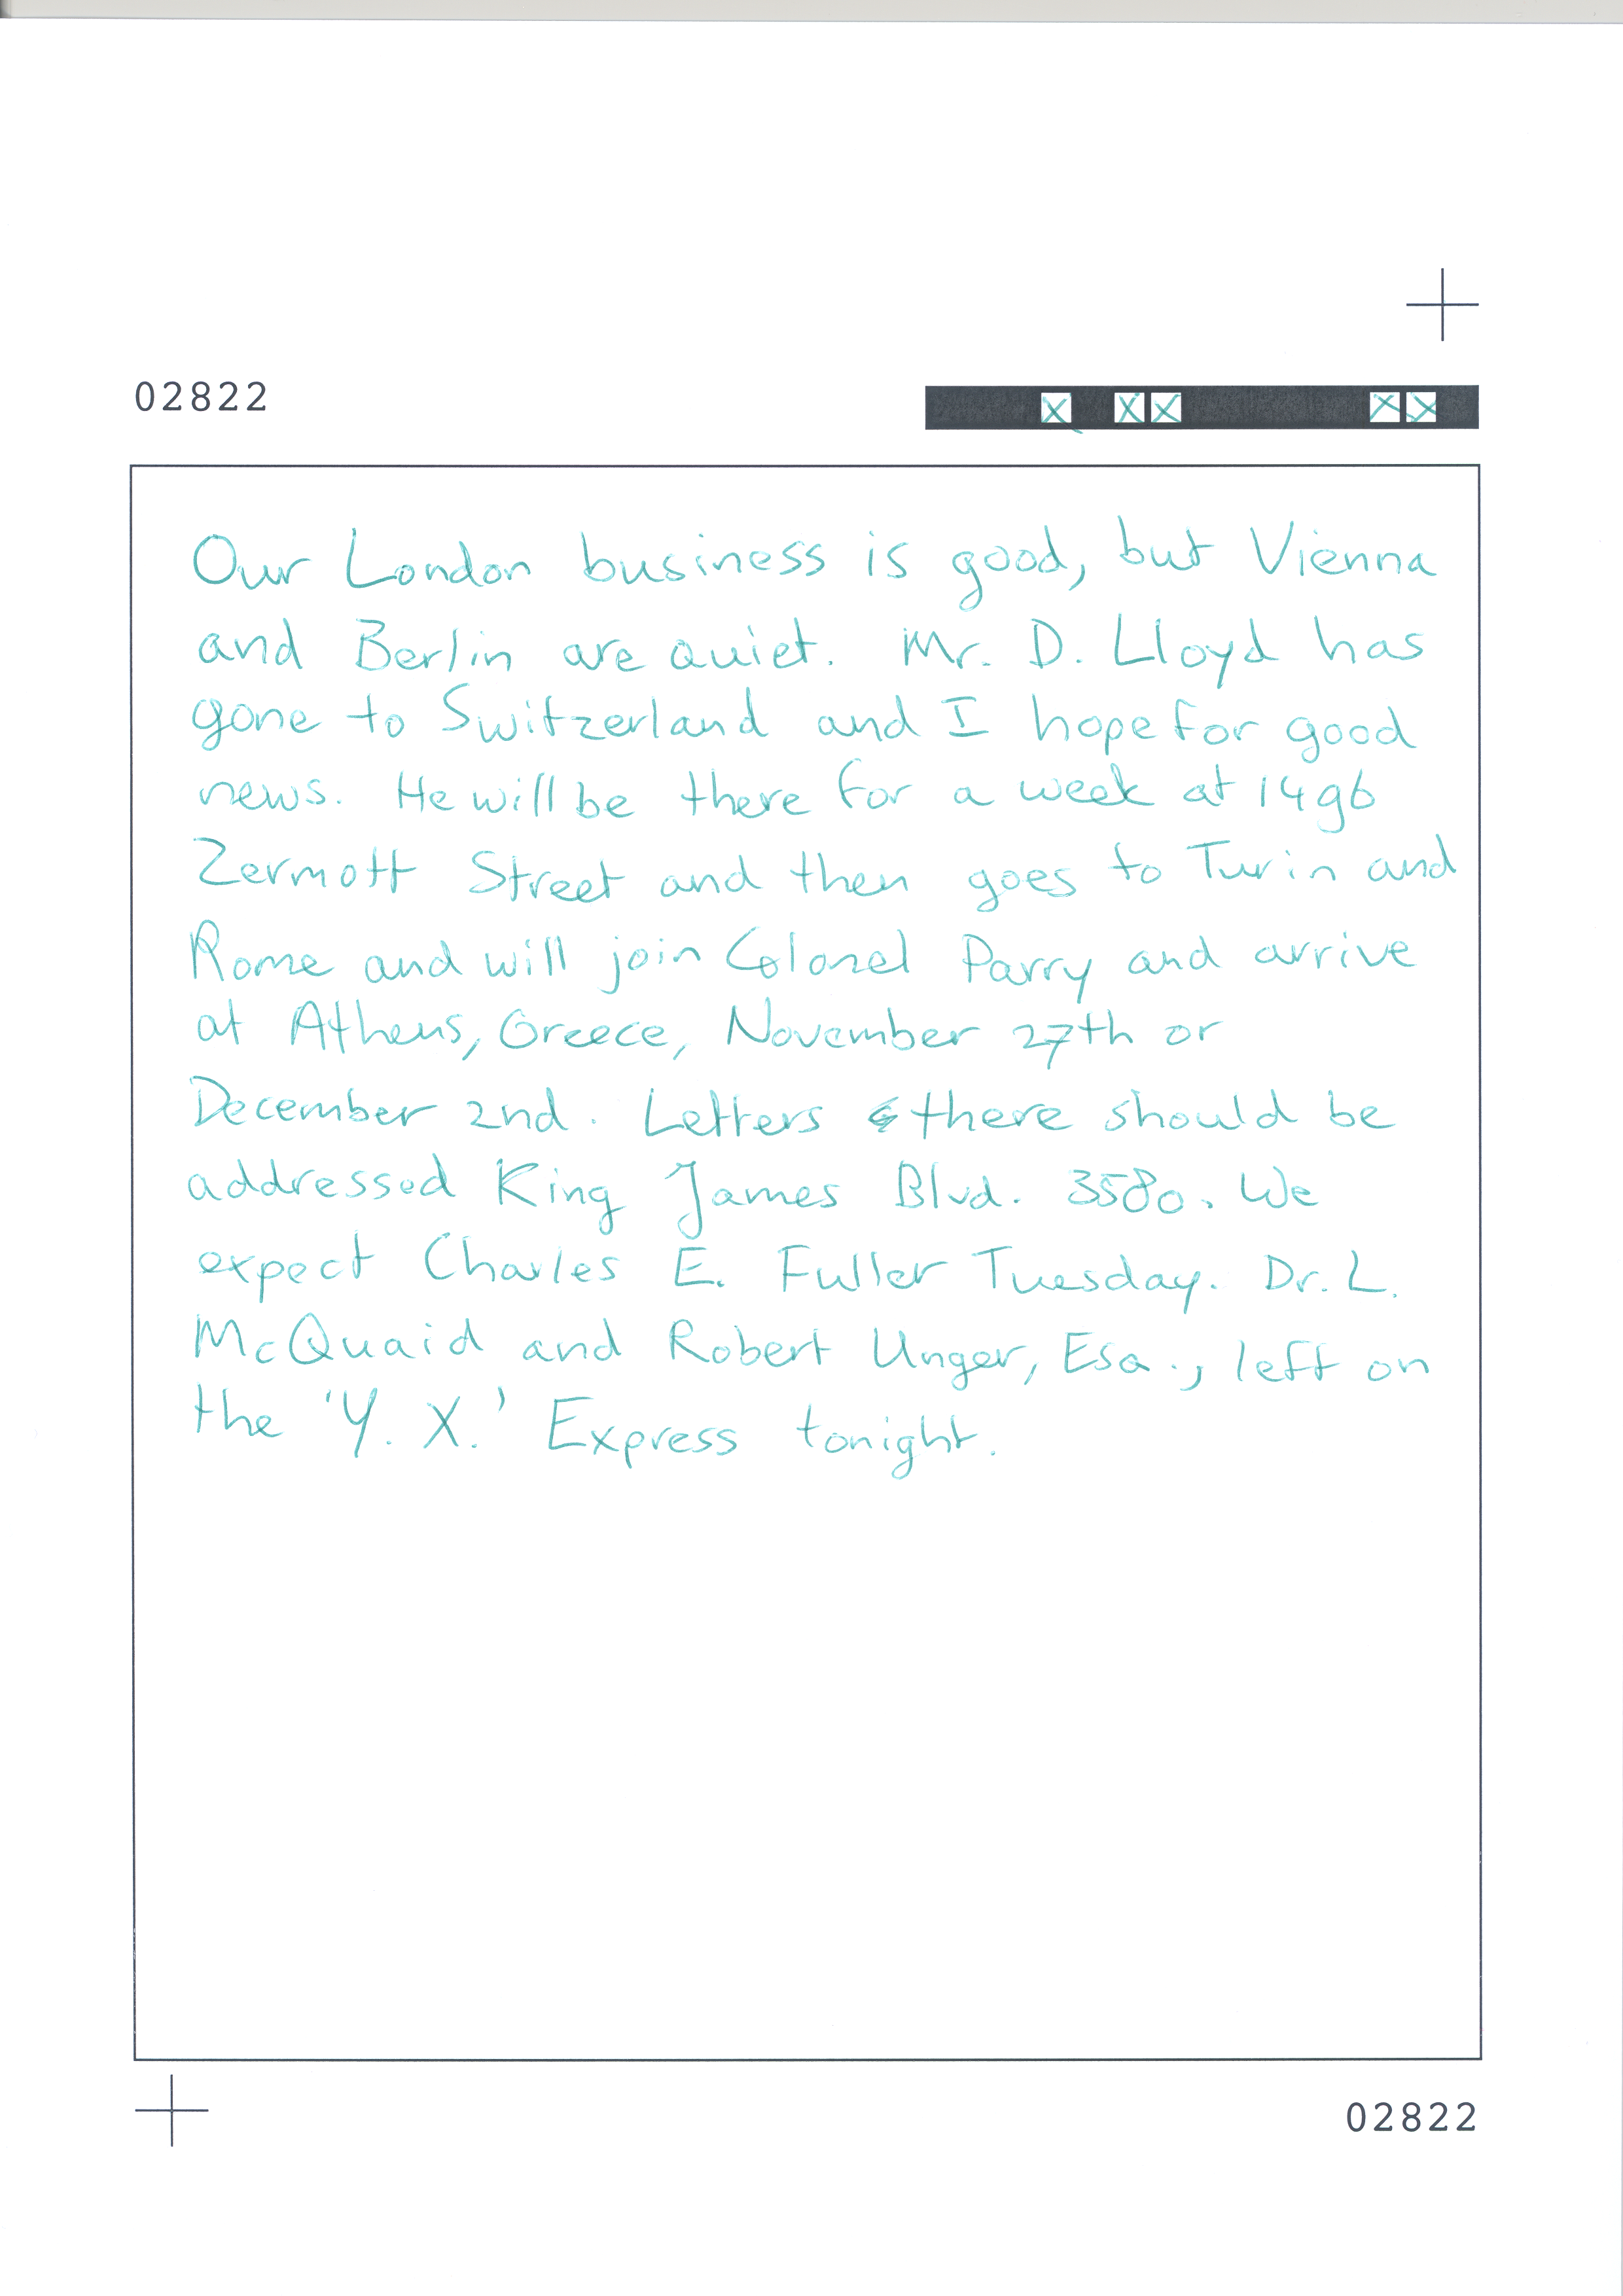 02822
Our London business is good, but Vienna
and Berlin are quiet. Mr. D. Lloyd has
gone to Switzerland and I hope for good
news. He will be there for a week at 1496
Zermott Street and then goes to Turin and
Rome and will join Colonel Parry and arrive
at Athens, Greece, November 27th or
December 2nd. Letters there should be
addressed King James Blvd. 3580. We
expect Charles E. Fuller Tuesday. Dr. L.
McQuaid and Robert Unger, Esq., left on
the 'Y. X.' Express tonight.
02822